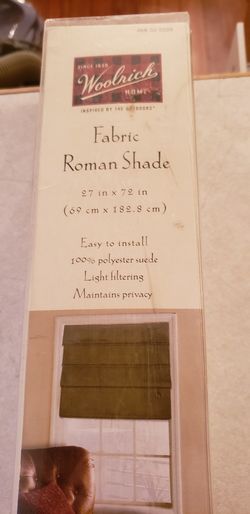 SINCE 1830
Woolrich
HOME
INSPIRED BY THE OUTDOORS
Fabric
Roman Shade
27 in x 72 in
(69 cm x 182.8 cm)
Easy to install
100% polyester suede
Light filtering
Maintains privacy